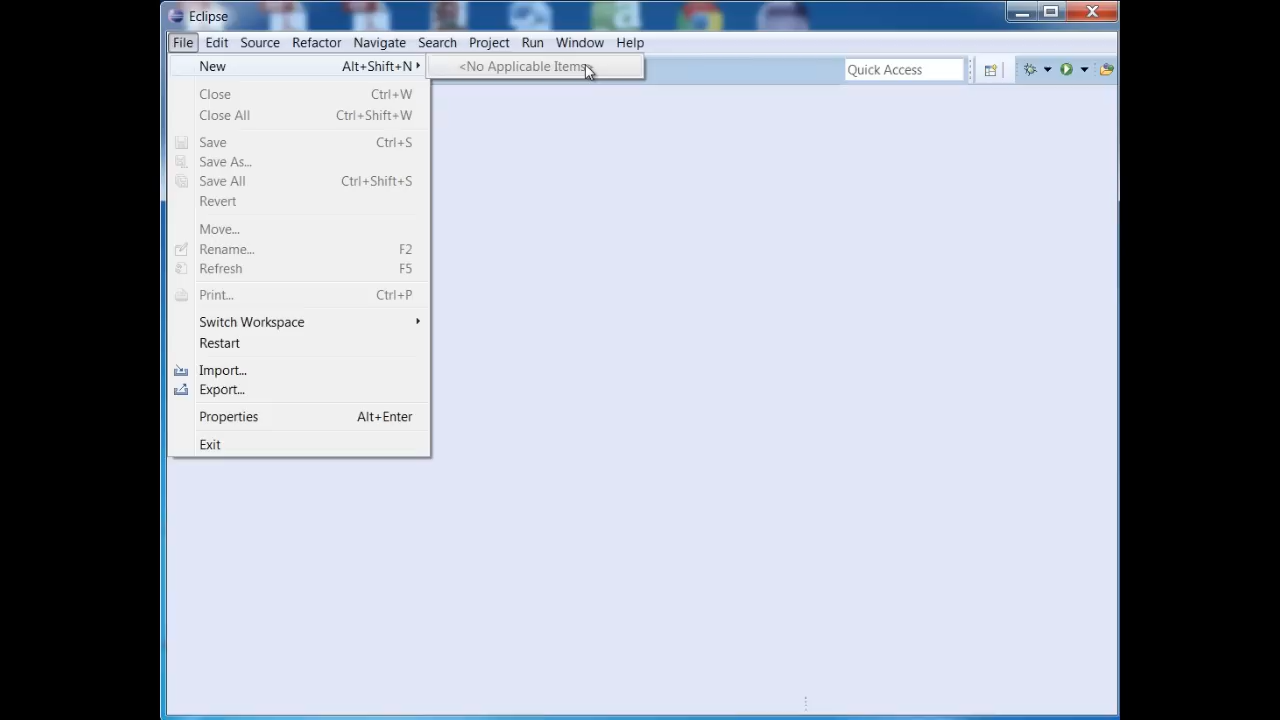 Eclipse
File Edit Source Refactor Navigate Search Project Run Window Help
New Alt+Shift+N <No Applicable Items>
Quick Access
Close Ctrl+W
Close All Ctrl+Shift+W
Save Ctrl+S
Save As...
Save All Ctrl+Shift+S
Revert
Move...
Rename... F2
Refresh F5
Print... Ctrl+P
Switch Workspace
Restart
Import...
Export...
Properties Alt+Enter
Exit